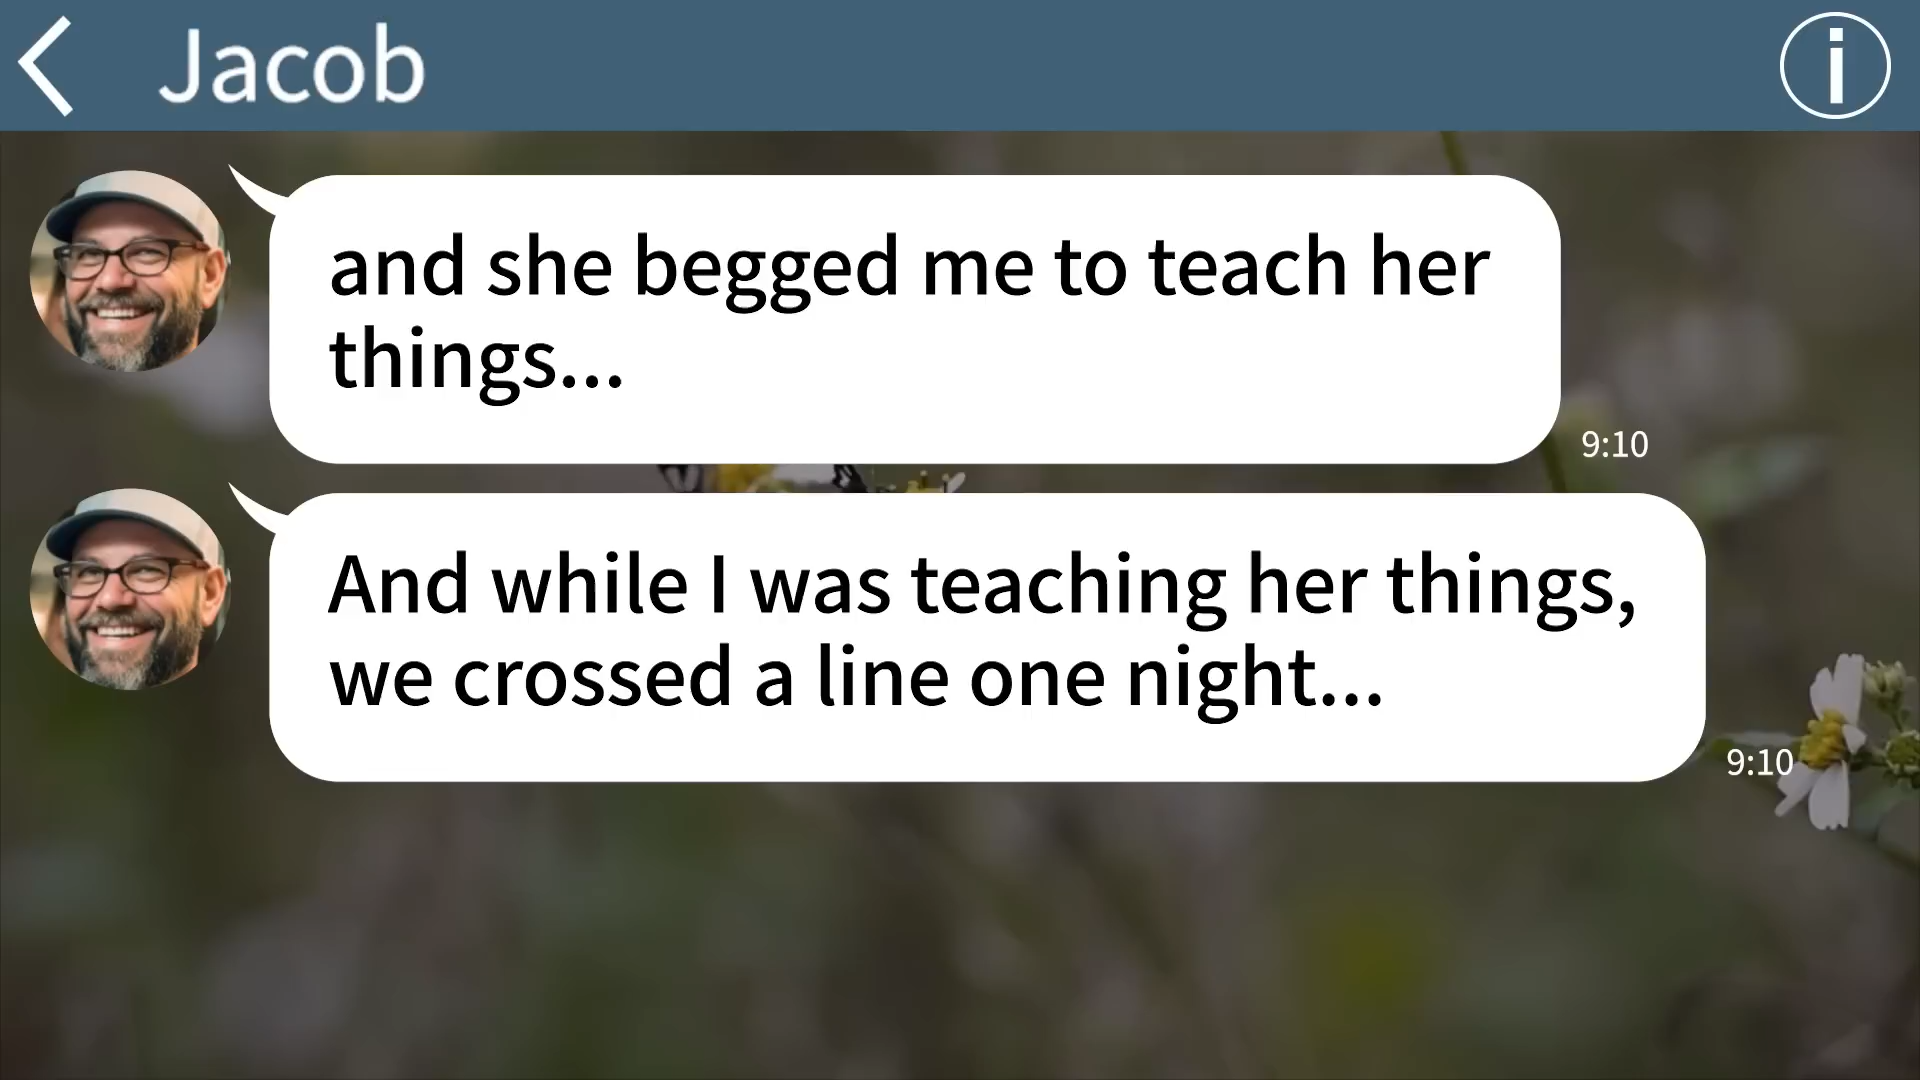 Jacob
and she begged me to teach her
things...
9:10
And while I was teaching her things,
we crossed a line one night...
9:10